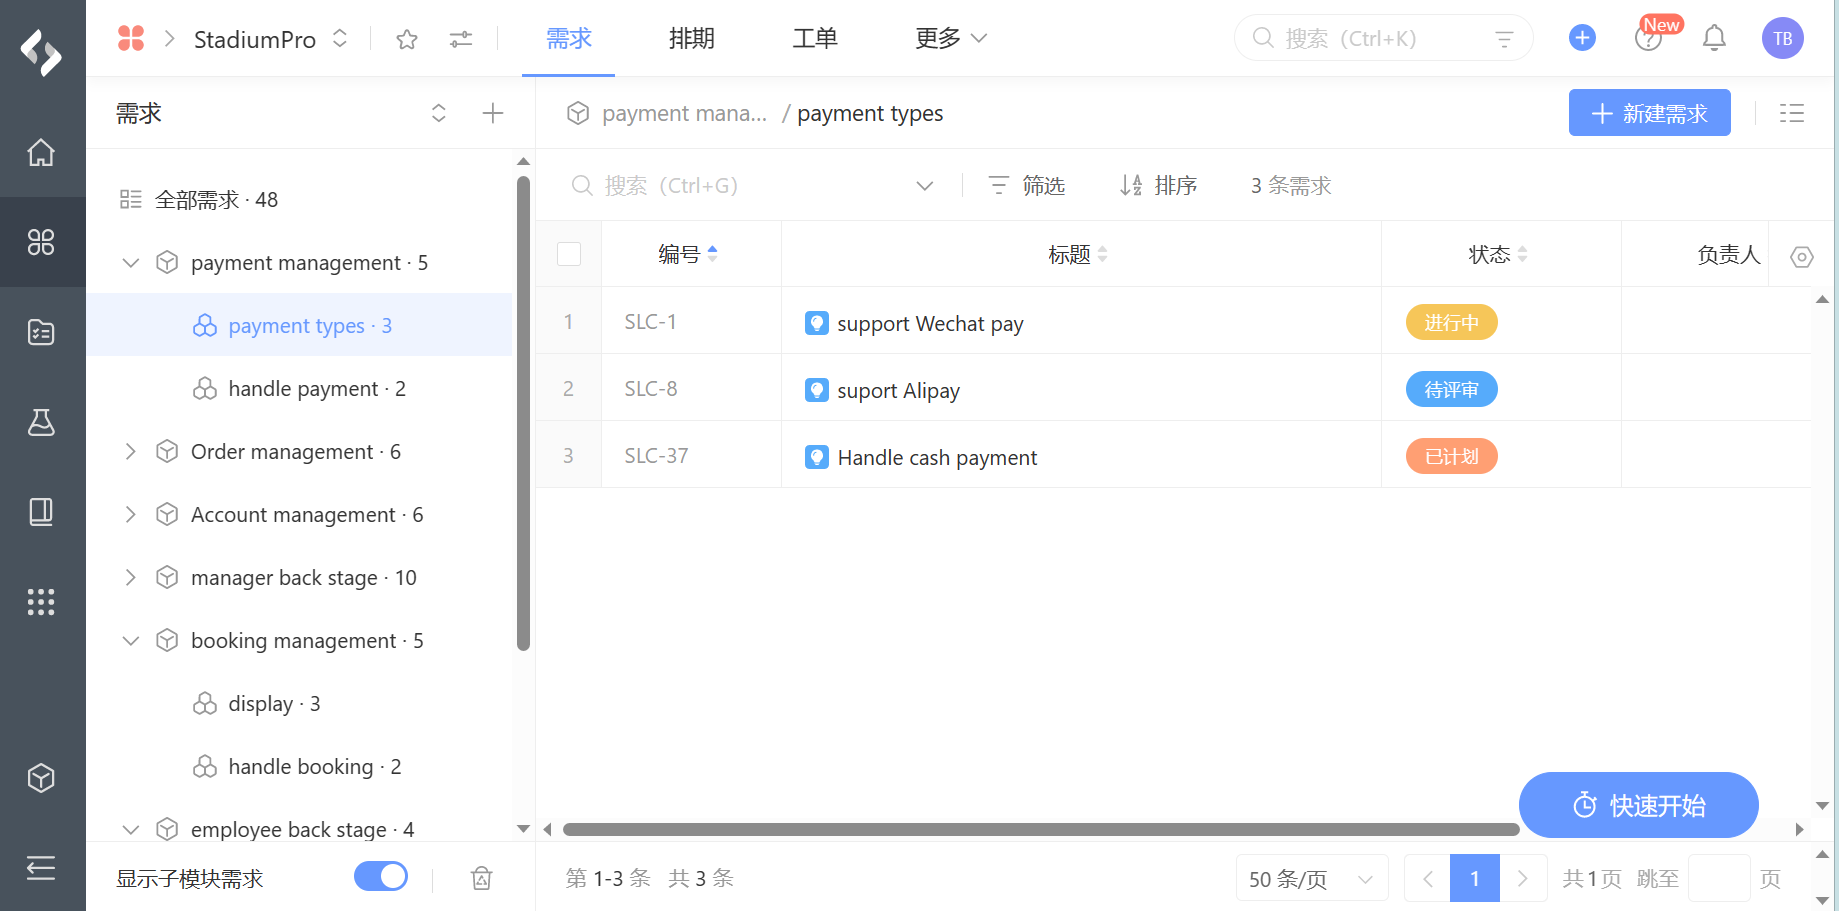 StadiumPro
需求
排期
工单
更多
搜索（Ctrl+K）
New
TB
需求
payment mana... / payment types
新建需求
全部需求 · 48
payment management · 5
payment types · 3
handle payment · 2
Order management · 6
Account management · 6
manager back stage · 10
booking management · 5
display · 3
handle booking · 2
employee back stage · 4
显示子模块需求
搜索（Ctrl+G）
筛选
排序
3 条需求
编号 标题 状态 负责人
1 SLC-1 support Wechat pay 进行中
2 SLC-8 suport Alipay 待评审
3 SLC-37 Handle cash payment 已计划
快速开始
第 1-3 条 共 3 条
50 条/页
1
共1页 跳至 页